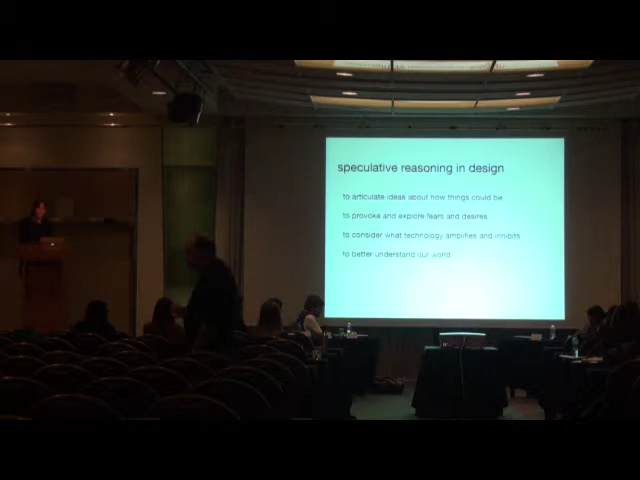 speculative reasoning in design
to articulate ideas about how things could be
to provoke and explore fears and desires
to consider what technology amplifies and inhibits
to better understand our world